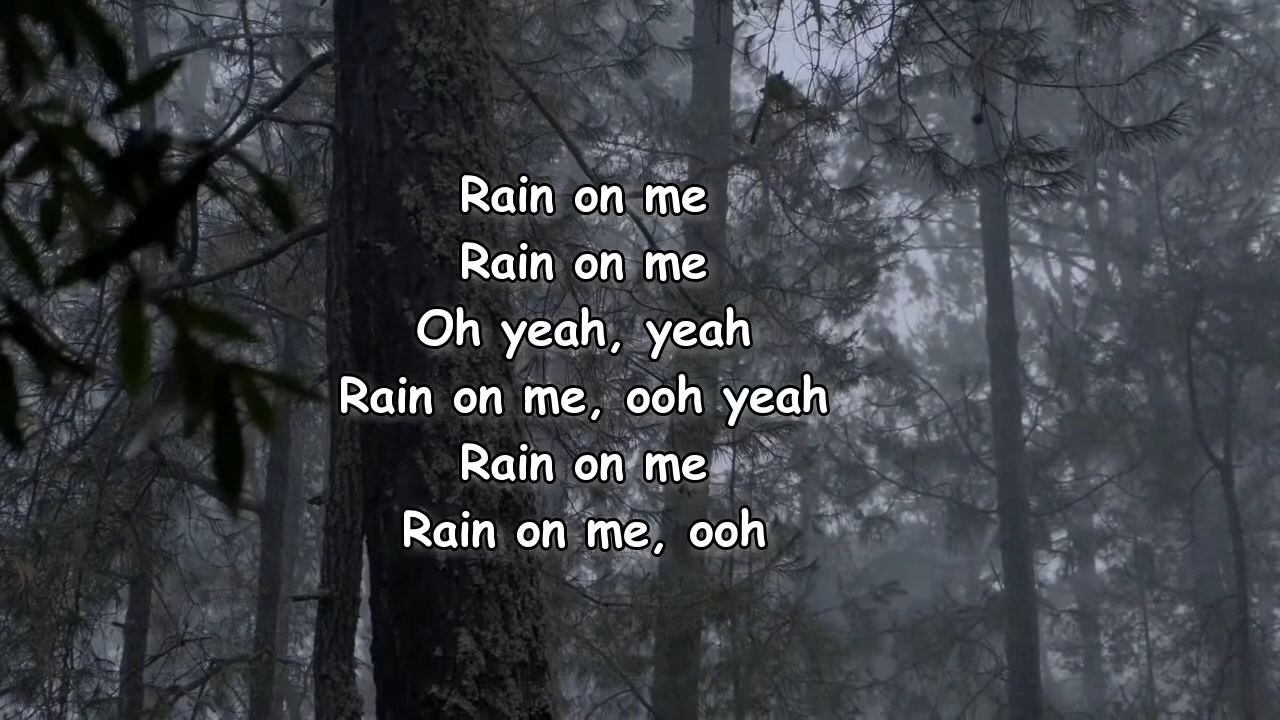 Rain on me
Rain on me
Oh yeah, yeah
Rain on me, ooh yeah
Rain on me
Rain on me, ooh